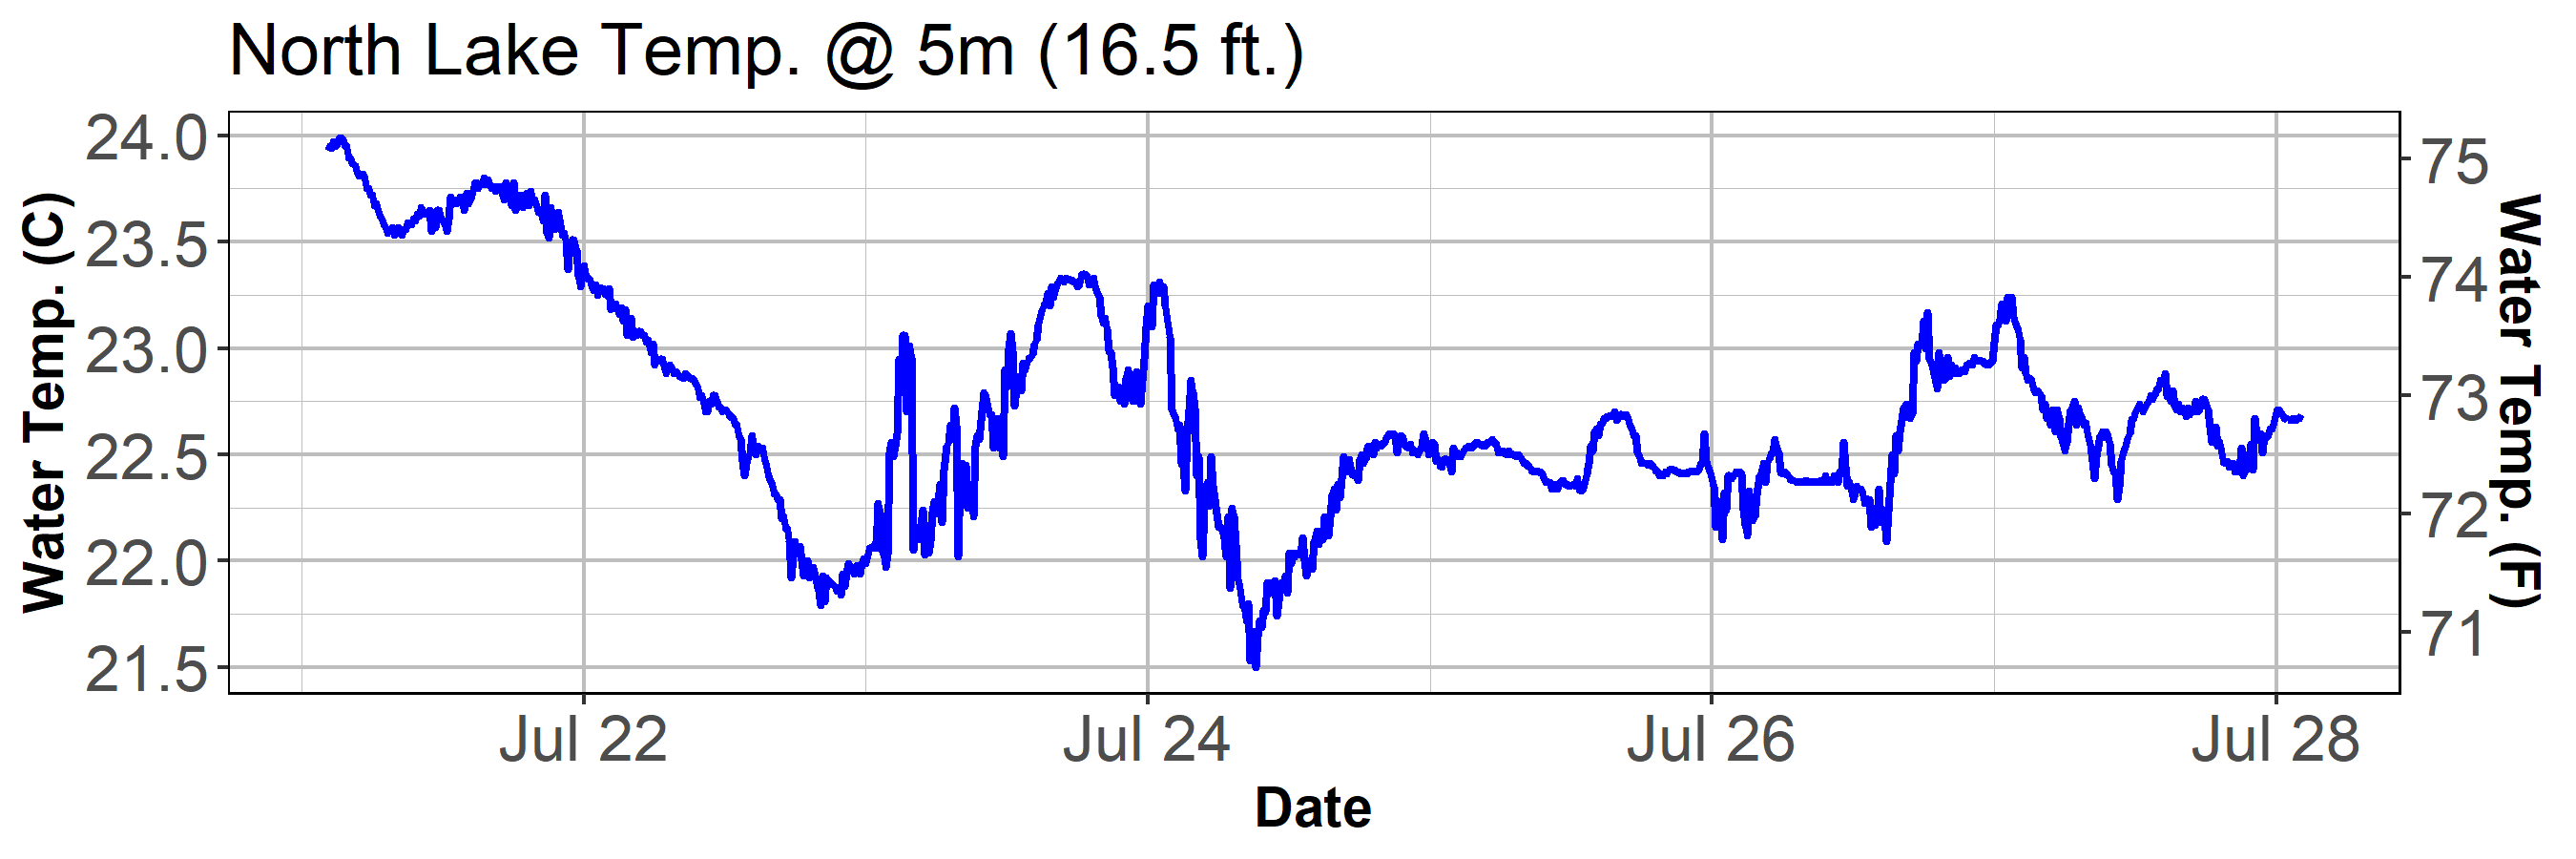 North Lake Temp. @ 5m (16.5 ft.)
Water Temp. (C)
24.0
23.5
23.0
22.5
22.0
21.5
75
74
73
72
71
Water Temp. (F)
Jul 22 Jul 24 Jul 26 Jul 28
Date